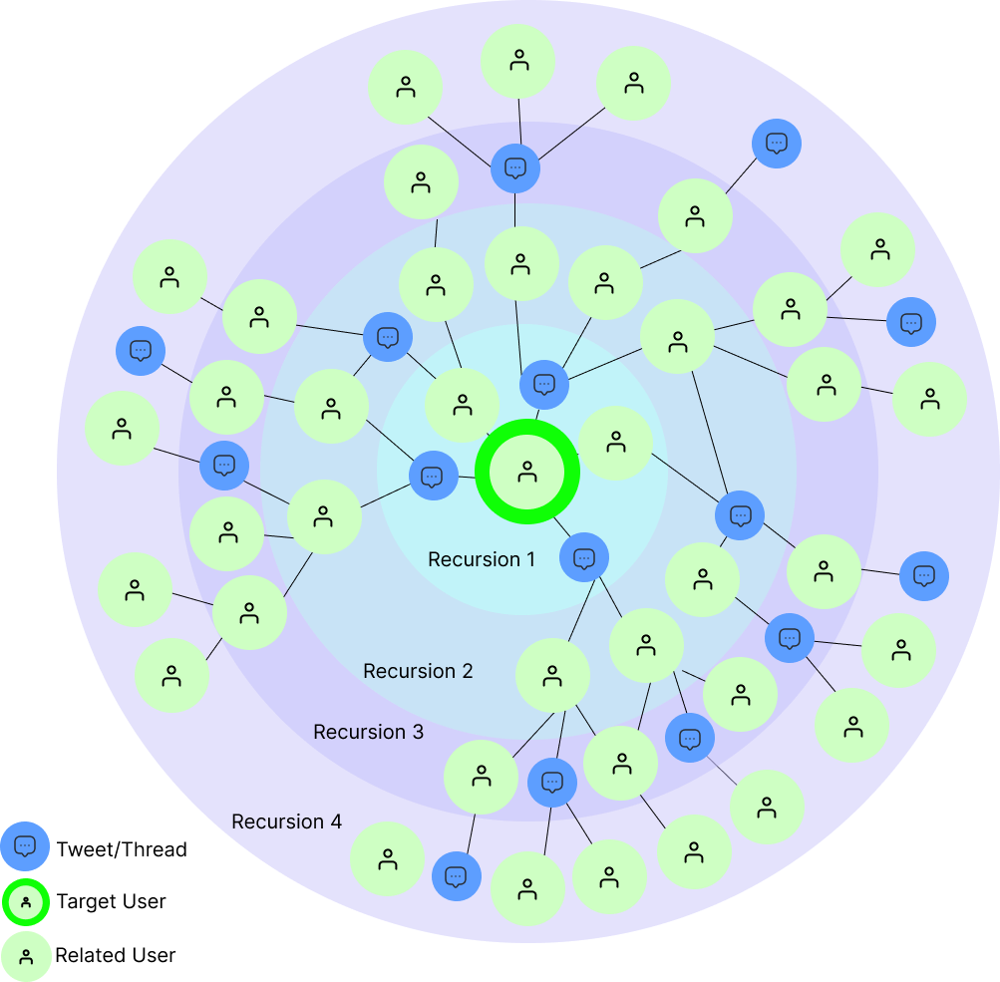 Recursion 1
Recursion 2
Recursion 3
Recursion 4
Tweet/Thread
Target User
Related User